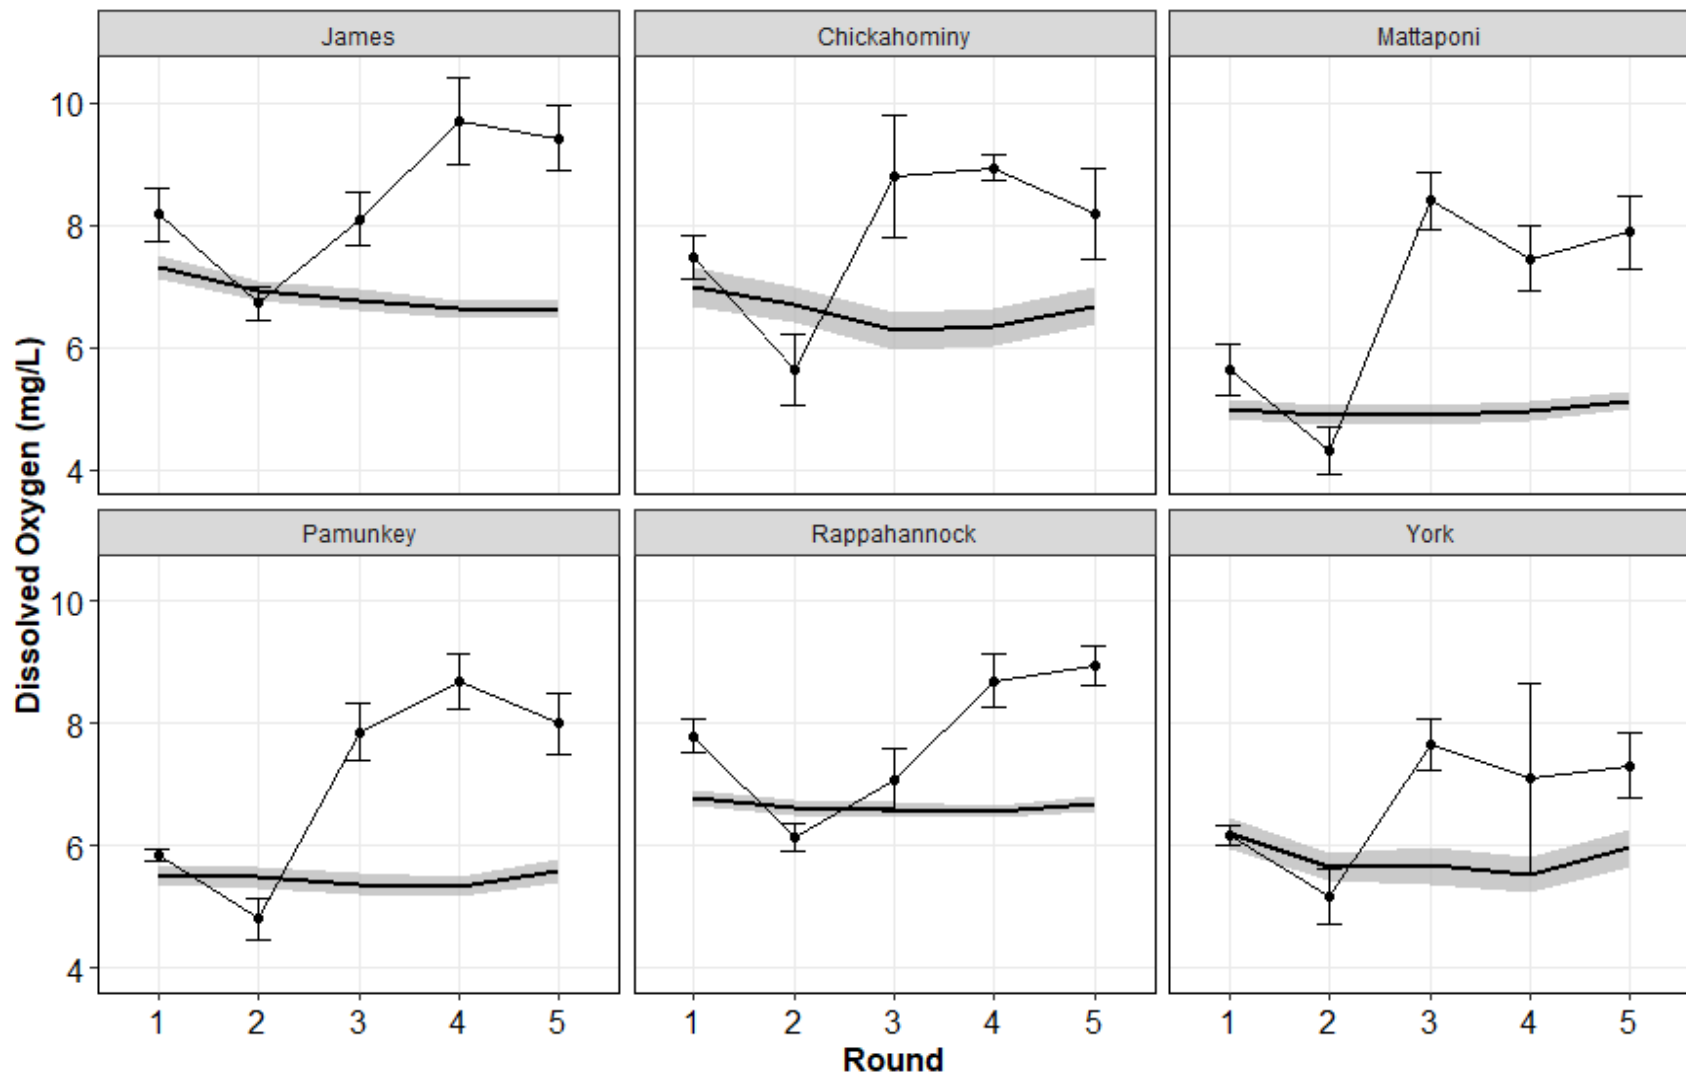 James
Chickahominy
Mattaponi
10
8
6
4
Pamunkey
Rappahannock
York
10
8
6
4
Dissolved Oxygen (mg/L)
1 2 3 4 5
1 2 3 4 5
1 2 3 4 5
Round